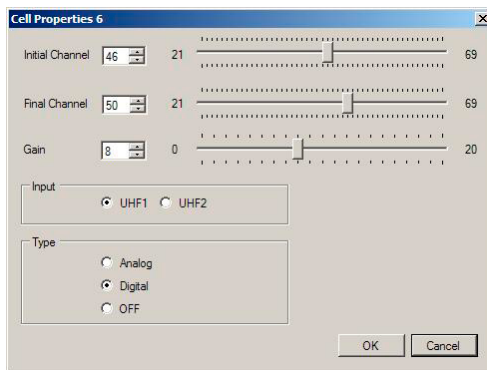 Cell Properties 6
Initial Channel 46 21 69
Final Channel 50 21 69
Gain 8 0 20
Input
UHF1 UHF2
Type
Analog
Digital
OFF
OK Cancel